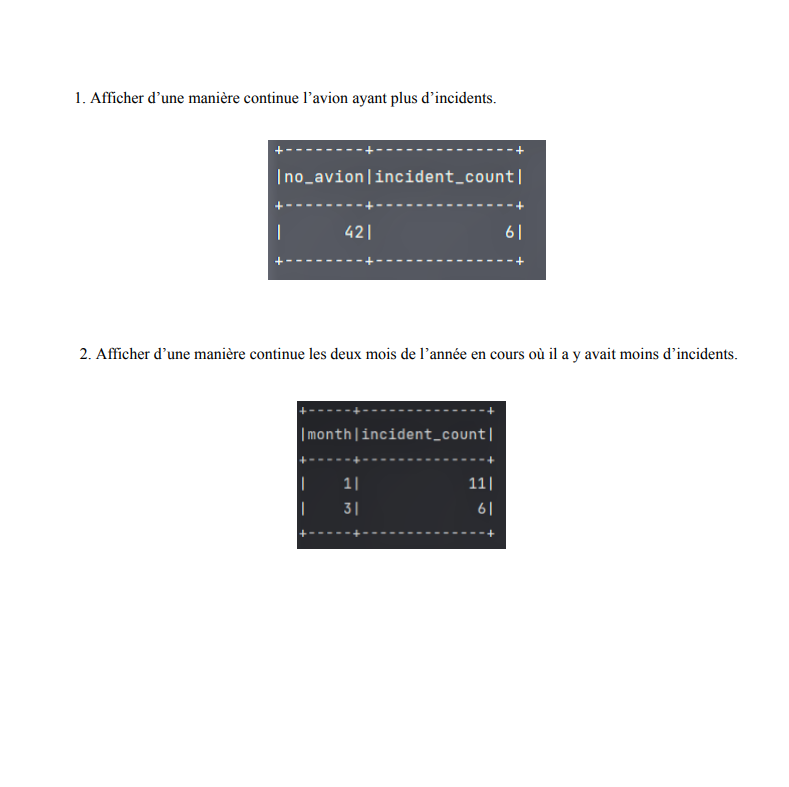 1. Afficher d’une manière continue l’avion ayant plus d’incidents.
+--------+--------------+
|no_avion|incident_count|
+--------+--------------+
|      42|             6|
+--------+--------------+
2. Afficher d’une manière continue les deux mois de l’année en cours où il a y avait moins d’incidents.
+-----+--------------+
|month|incident_count|
+-----+--------------+
|    1|            11|
|    3|             6|
+-----+--------------+